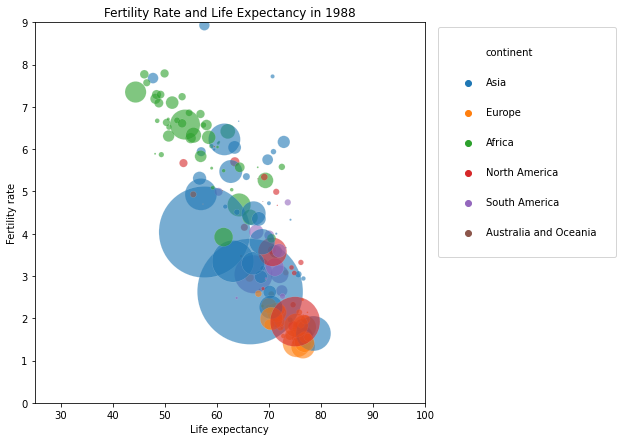 Fertility Rate and Life Expectancy in 1988
9
8
7
6
5
4
3
2
1
0
Fertility rate
30 40 50 60 70 80 90 100
Life expectancy
continent
Asia
Europe
Africa
North America
South America
Australia and Oceania